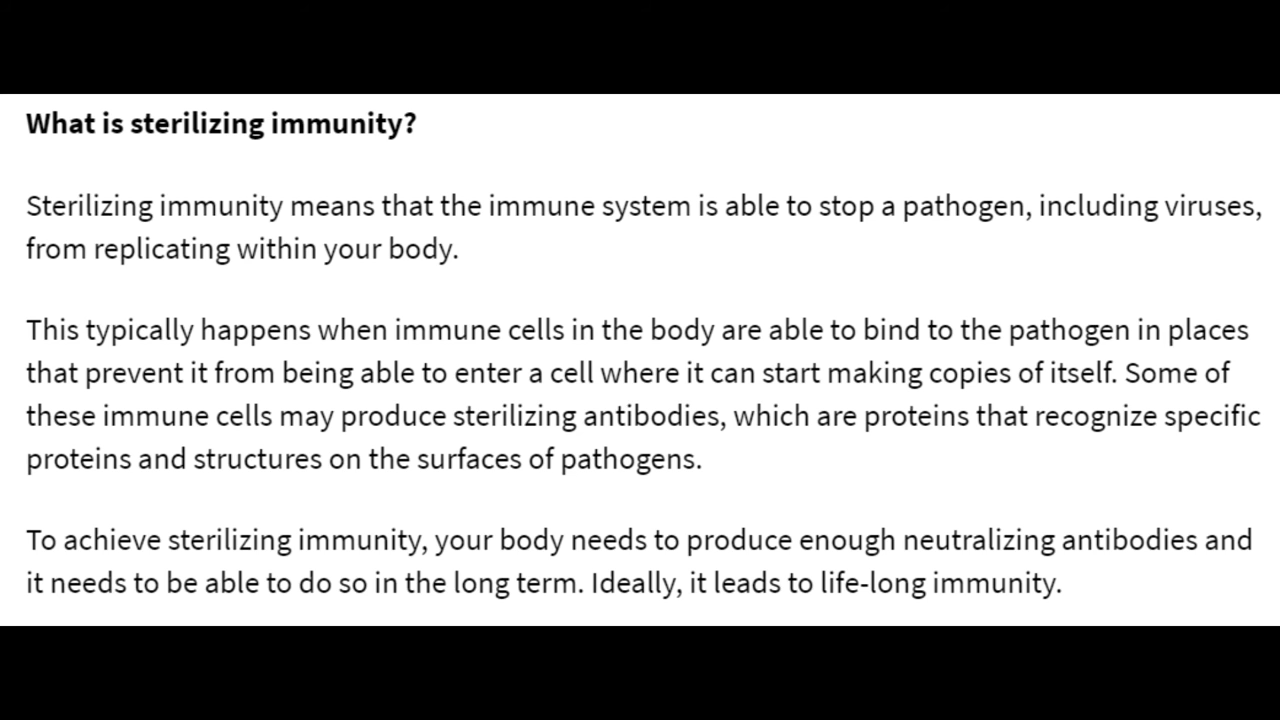 What is sterilizing immunity?
Sterilizing immunity means that the immune system is able to stop a pathogen, including viruses,
from replicating within your body.
This typically happens when immune cells in the body are able to bind to the pathogen in places
that prevent it from being able to enter a cell where it can start making copies of itself. Some of
these immune cells may produce sterilizing antibodies, which are proteins that recognize specific
proteins and structures on the surfaces of pathogens.
To achieve sterilizing immunity, your body needs to produce enough neutralizing antibodies and
it needs to be able to do so in the long term. Ideally, it leads to life-long immunity.